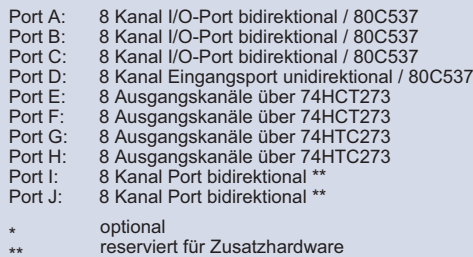 Port A: 8 Kanal I/O-Port bidirektional / 80C537
Port B: 8 Kanal I/O-Port bidirektional / 80C537
Port C: 8 Kanal I/O-Port bidirektional / 80C537
Port D: 8 Kanal Eingangsport unidirektional / 80C537
Port E: 8 Ausgangskanäle über 74HCT273
Port F: 8 Ausgangskanäle über 74HCT273
Port G: 8 Ausgangskanäle über 74HTC273
Port H: 8 Ausgangskanäle über 74HTC273
Port I: 8 Kanal Port bidirektional **
Port J: 8 Kanal Port bidirektional **
* optional
** reserviert für Zusatzhardware